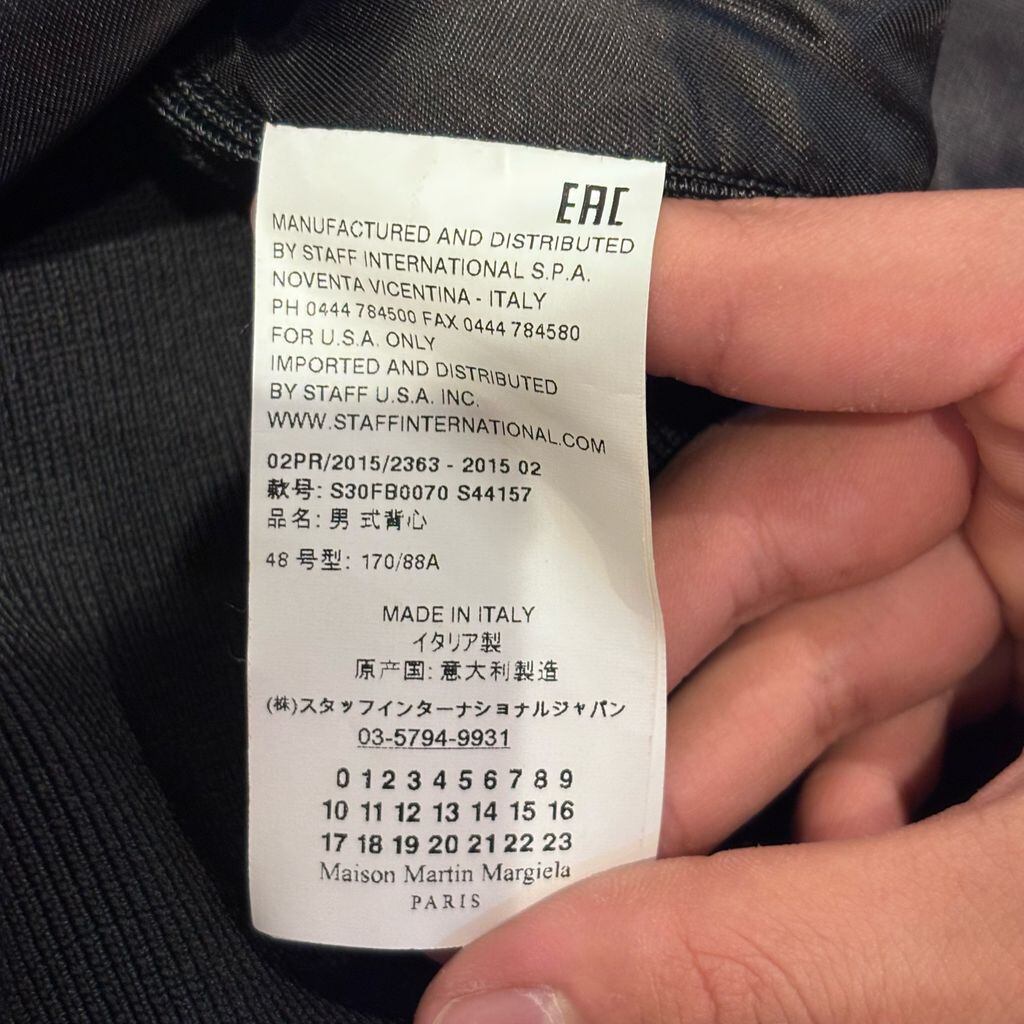 EAC
MANUFACTURED AND DISTRIBUTED
BY STAFF INTERNATIONAL S.P.A.
NOVENTA VICENTINA - ITALY
PH 0444 784500 FAX 0444 784580
FOR U.S.A. ONLY
IMPORTED AND DISTRIBUTED
BY STAFF U.S.A. INC.
WWW.STAFFINTERNATIONAL.COM
02PR/2015/2363 - 2015 02
款号: S30FB0070 S44157
品名: 男 式背心
48 号型: 170/88A
MADE IN ITALY
イタリア製
原产国: 意大利製造
(株)スタッフインターナショナルジャパン
03-5794-9931
0 1 2 3 4 5 6 7 8 9
10 11 12 13 14 15 16
17 18 19 20 21 22 23
Maison Martin Margiela
PARIS